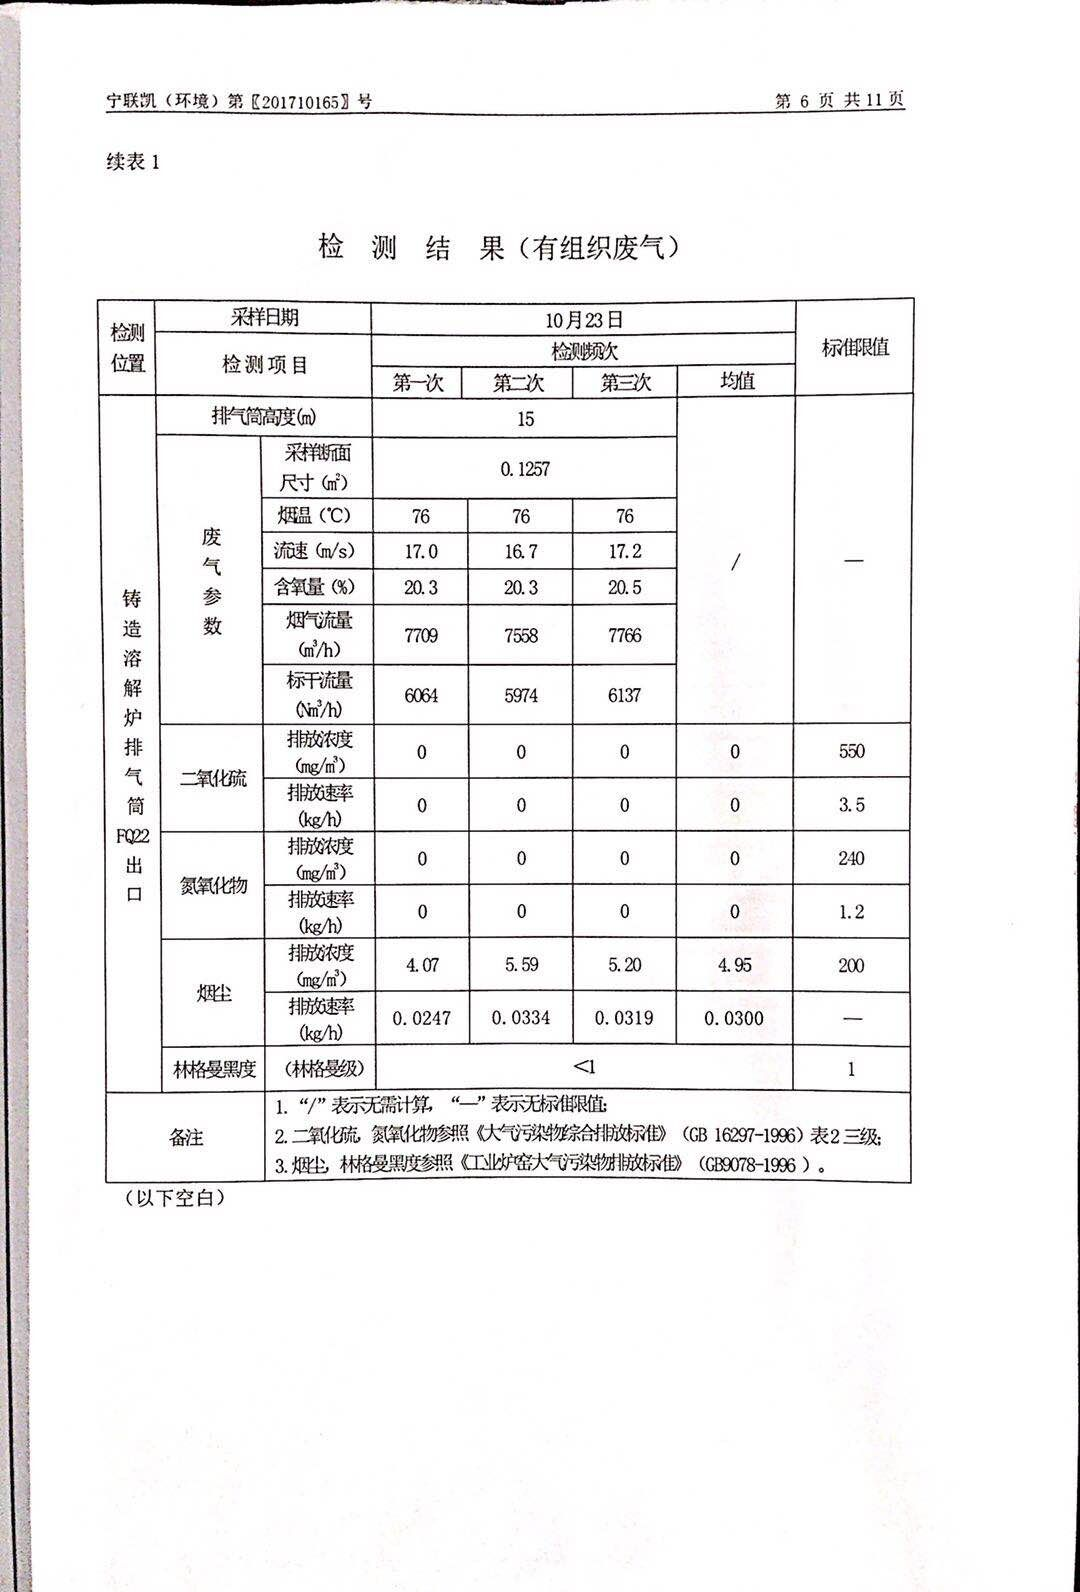 宁联凯（环境）第〖201710165〗号
第 6 页 共11页
续表 1
检 测 结 果（有组织废气）
检测位置 采样日期 10月23日 标准限值
检测项目 检测频次
第一次 第二次 第三次 均值
铸造溶解炉排气筒FQ22出口
排气筒高度(m) 15 / —
废气参数
采样断面尺寸（m²） 0.1257
烟温（℃） 76 76 76
流速（m/s） 17.0 16.7 17.2
含氧量（%） 20.3 20.3 20.5
烟气流量（m³/h） 7709 7558 7766
标干流量（Nm³/h） 6064 5974 6137
二氧化硫 排放浓度（mg/m³） 0 0 0 0 550
排放速率（kg/h） 0 0 0 0 3.5
氮氧化物 排放浓度（mg/m³） 0 0 0 0 240
排放速率（kg/h） 0 0 0 0 1.2
烟尘 排放浓度（mg/m³） 4.07 5.59 5.20 4.95 200
排放速率（kg/h） 0.0247 0.0334 0.0319 0.0300 —
林格曼黑度 （林格曼级） <1 1
备注
1. “/”表示无需计算，“—”表示无标准限值；
2. 二氧化硫、氮氧化物参照《大气污染物综合排放标准》（GB 16297-1996）表2三级；
3. 烟尘、林格曼黑度参照《工业炉窑大气污染物排放标准》（GB9078-1996 ）。
（以下空白）